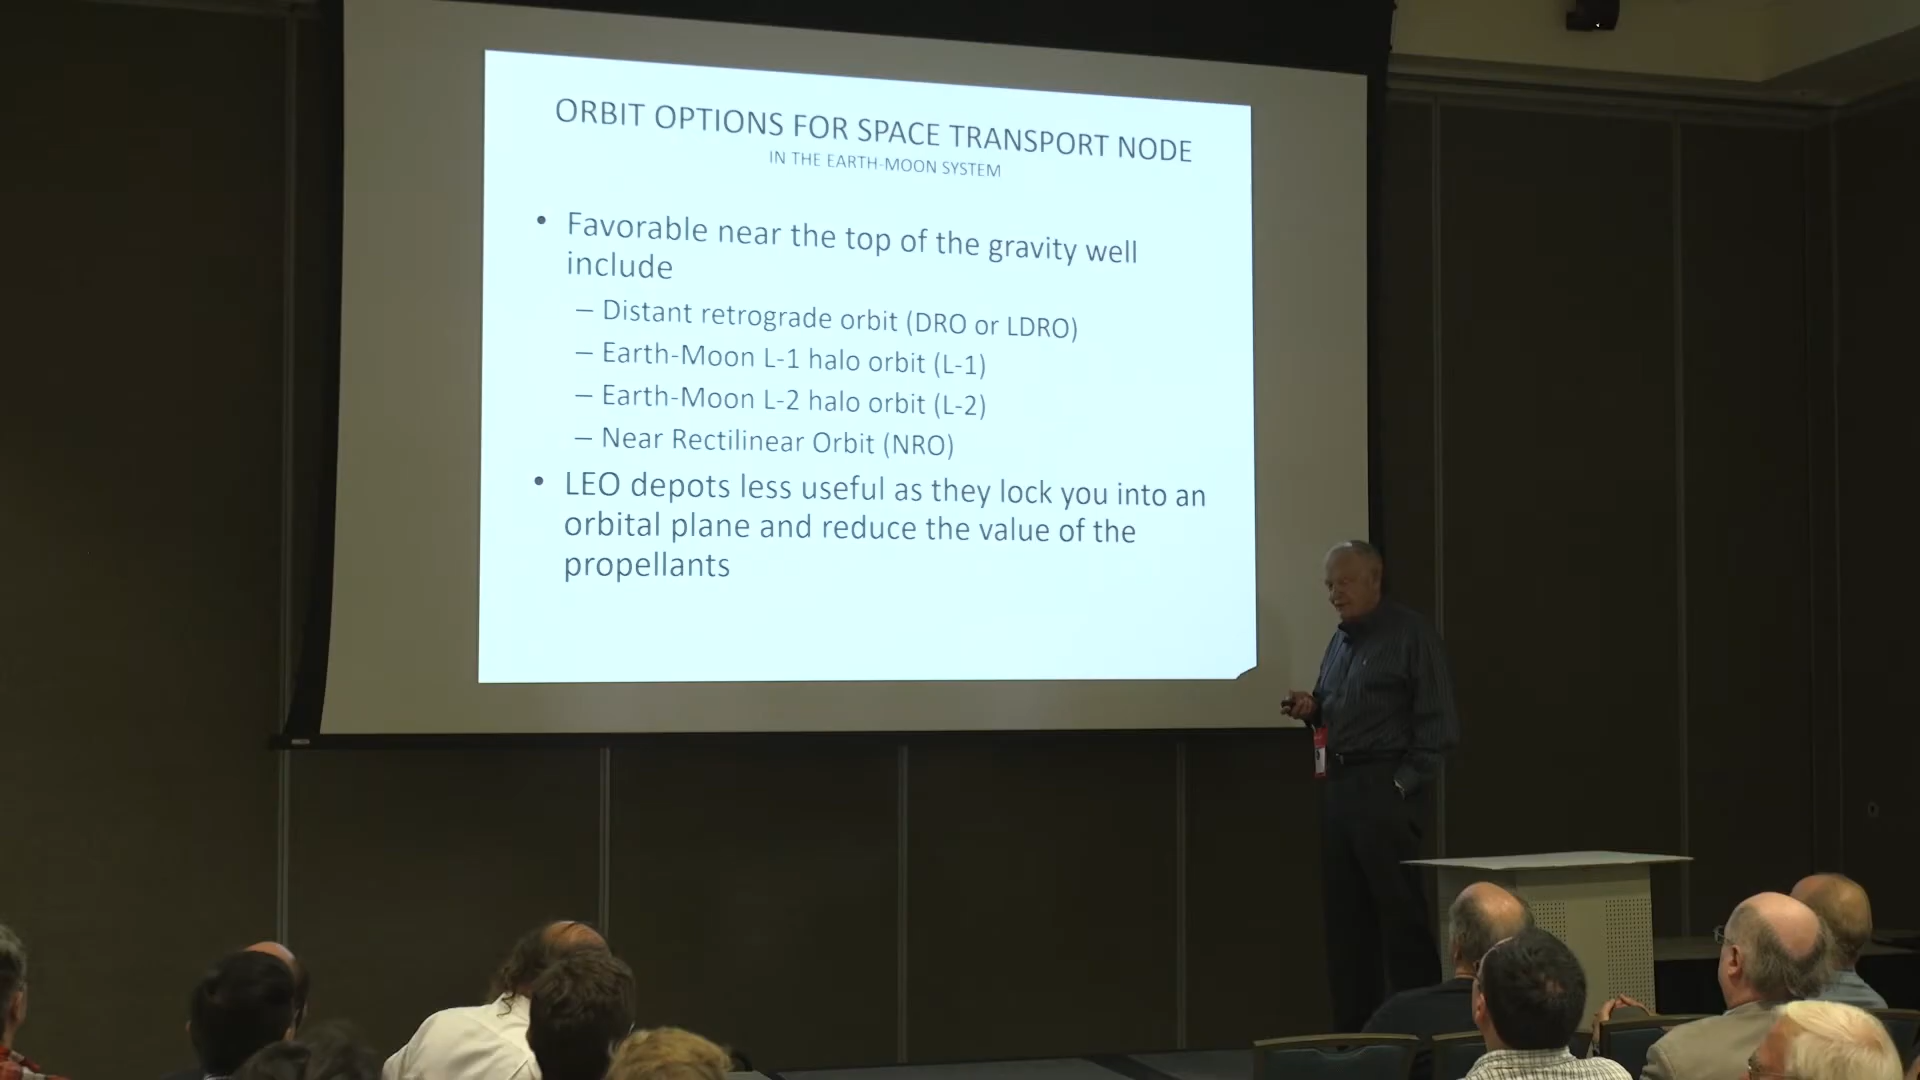 ORBIT OPTIONS FOR SPACE TRANSPORT NODE
IN THE EARTH-MOON SYSTEM
• Favorable near the top of the gravity well
include
– Distant retrograde orbit (DRO or LDRO)
– Earth-Moon L-1 halo orbit (L-1)
– Earth-Moon L-2 halo orbit (L-2)
– Near Rectilinear Orbit (NRO)
• LEO depots less useful as they lock you into an
orbital plane and reduce the value of the
propellants